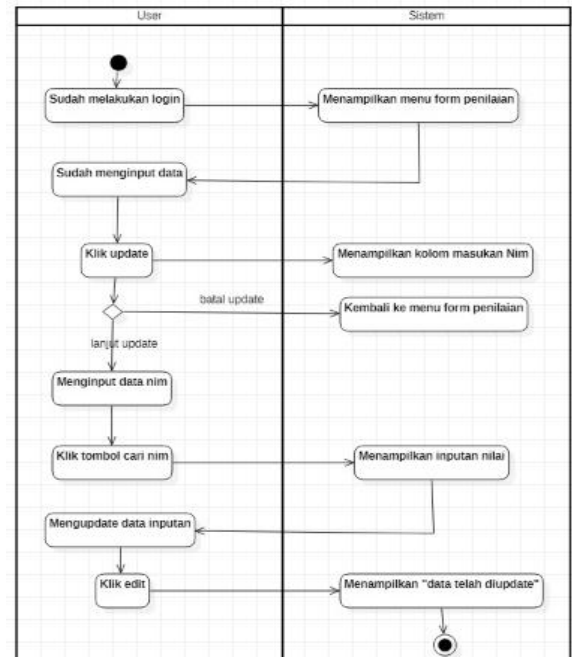 User
Sistem
Sudah melakukan login
Menampilkan menu form penilaian
Sudah menginput data
Klik update
Menampilkan kolom masukan Nim
batal update
Kembali ke menu form penilaian
lanjut update
Menginput data nim
Klik tombol cari nim
Menampilkan inputan nilai
Mengupdate data inputan
Klik edit
Menampilkan "data telah diupdate"